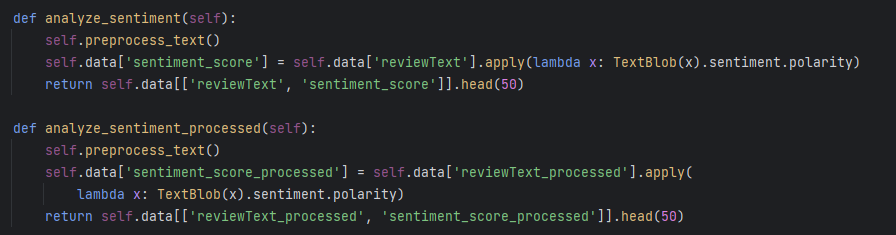 def analyze_sentiment(self):
    self.preprocess_text()
    self.data['sentiment_score'] = self.data['reviewText'].apply(lambda x: TextBlob(x).sentiment.polarity)
    return self.data[['reviewText', 'sentiment_score']].head(50)

def analyze_sentiment_processed(self):
    self.preprocess_text()
    self.data['sentiment_score_processed'] = self.data['reviewText_processed'].apply(
        lambda x: TextBlob(x).sentiment.polarity)
    return self.data[['reviewText_processed', 'sentiment_score_processed']].head(50)